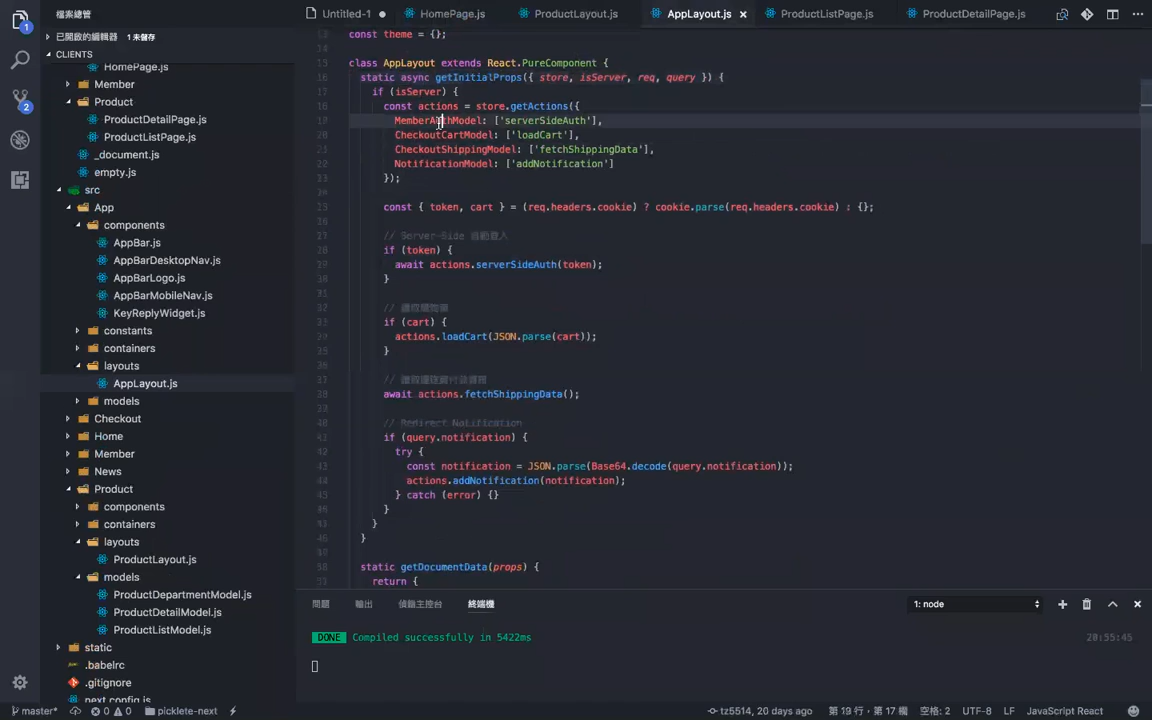 檔案總管
Untitled-1
HomePage.js
ProductLayout.js
AppLayout.js
ProductListPage.js
ProductDetailPage.js
1
已開啟的編輯器 1 未儲存
CLIENTS
HomePage.js
Member
Product
ProductDetailPage.js
ProductListPage.js
_document.js
empty.js
src
App
components
AppBar.js
AppBarDesktopNav.js
AppBarLogo.js
AppBarMobileNav.js
KeyReplyWidget.js
constants
containers
layouts
AppLayout.js
models
Checkout
Home
Member
News
Product
components
containers
layouts
ProductLayout.js
models
ProductDepartmentModel.js
ProductDetailModel.js
ProductListModel.js
static
.babelrc
.gitignore
next.config.js
2
const theme = {};
class AppLayout extends React.PureComponent {
static async getInitialProps({ store, isServer, req, query }) {
if (isServer) {
const actions = store.getActions({
MemberAuthModel: ['serverSideAuth'],
CheckoutCartModel: ['loadCart'],
CheckoutShippingModel: ['fetchShippingData'],
NotificationModel: ['addNotification']
});
const { token, cart } = (req.headers.cookie) ? cookie.parse(req.headers.cookie) : {};
// Server-Side 自動登入
if (token) {
await actions.serverSideAuth(token);
}
//
if (cart) {
actions.loadCart(JSON.parse(cart));
}
//
await actions.fetchShippingData();
// Redirect Notification
if (query.notification) {
try {
const notification = JSON.parse(Base64.decode(query.notification));
actions.addNotification(notification);
} catch (error) {}
}
}
}
static getDocumentData(props) {
return {
問題 輸出 偵錯主控台 終端機
1: node
DONE Compiled successfully in 5422ms
20:55:45
master* 0 0 picklete-next
tz5514, 20 days ago 第 19 行，第 17 欄 空格: 2 UTF-8 LF JavaScript React